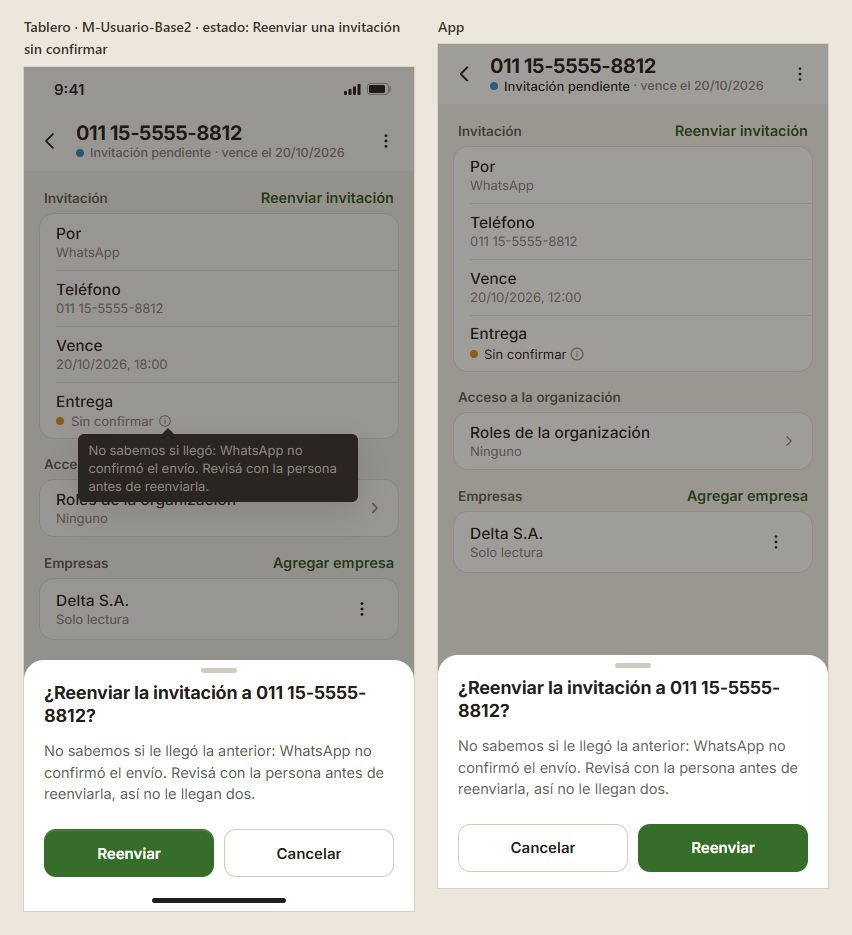 Tablero · M-Usuario-Base2 · estado: Reenviar una invitación
sin confirmar
9:41
011 15-5555-8812
Invitación pendiente · vence el 20/10/2026
Invitación
Reenviar invitación
Por
WhatsApp
Teléfono
011 15-5555-8812
Vence
20/10/2026, 18:00
Entrega
Sin confirmar
No sabemos si llegó: WhatsApp no
confirmó el envío. Revisá con la persona
antes de reenviarla.
Acce
Roles de la organización
Ninguno
Empresas
Agregar empresa
Delta S.A.
Solo lectura
¿Reenviar la invitación a 011 15-5555-
8812?
No sabemos si le llegó la anterior: WhatsApp no
confirmó el envío. Revisá con la persona antes de
reenviarla, así no le llegan dos.
Reenviar
Cancelar
App
011 15-5555-8812
Invitación pendiente · vence el 20/10/2026
Invitación
Reenviar invitación
Por
WhatsApp
Teléfono
011 15-5555-8812
Vence
20/10/2026, 12:00
Entrega
Sin confirmar
Acceso a la organización
Roles de la organización
Ninguno
Empresas
Agregar empresa
Delta S.A.
Solo lectura
¿Reenviar la invitación a 011 15-5555-
8812?
No sabemos si le llegó la anterior: WhatsApp no
confirmó el envío. Revisá con la persona antes de
reenviarla, así no le llegan dos.
Cancelar
Reenviar